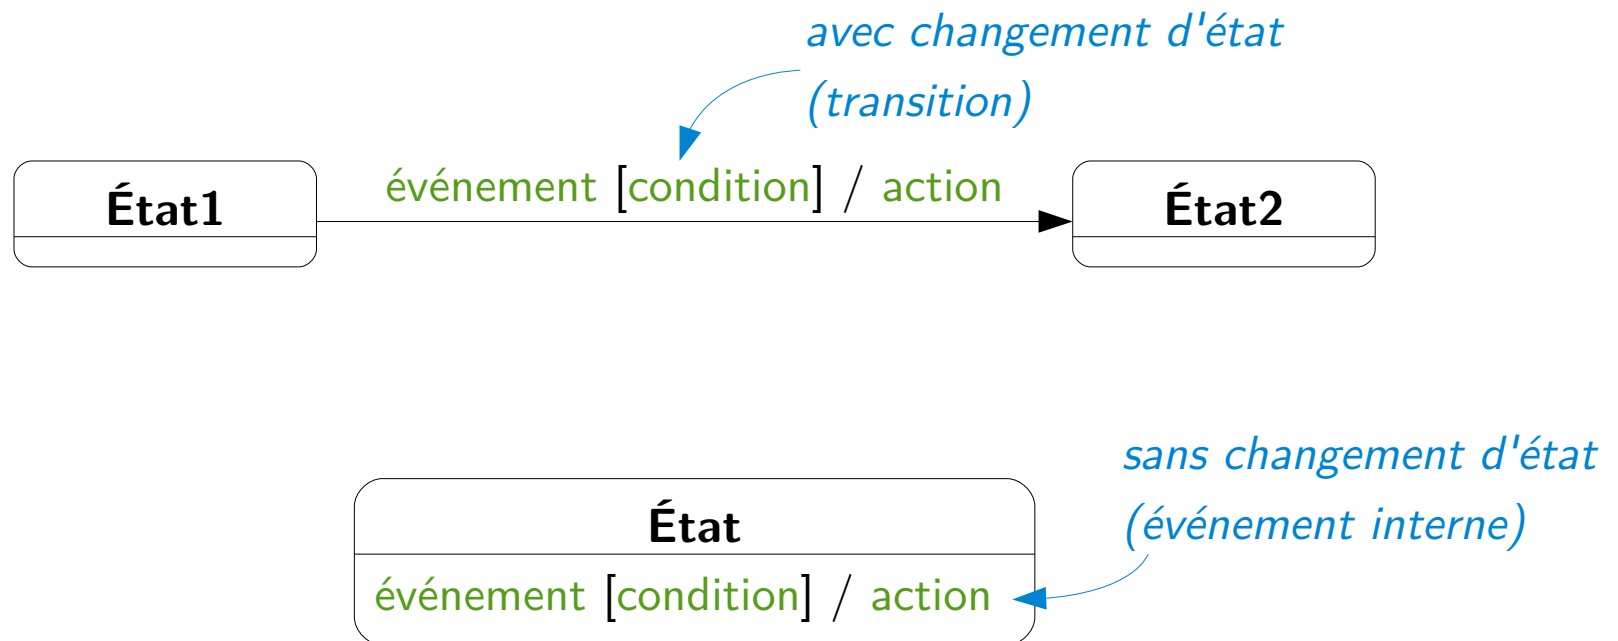 avec changement d'état
(transition)
événement [condition] / action
État1
État2
sans changement d'état
(événement interne)
État
événement [condition] / action